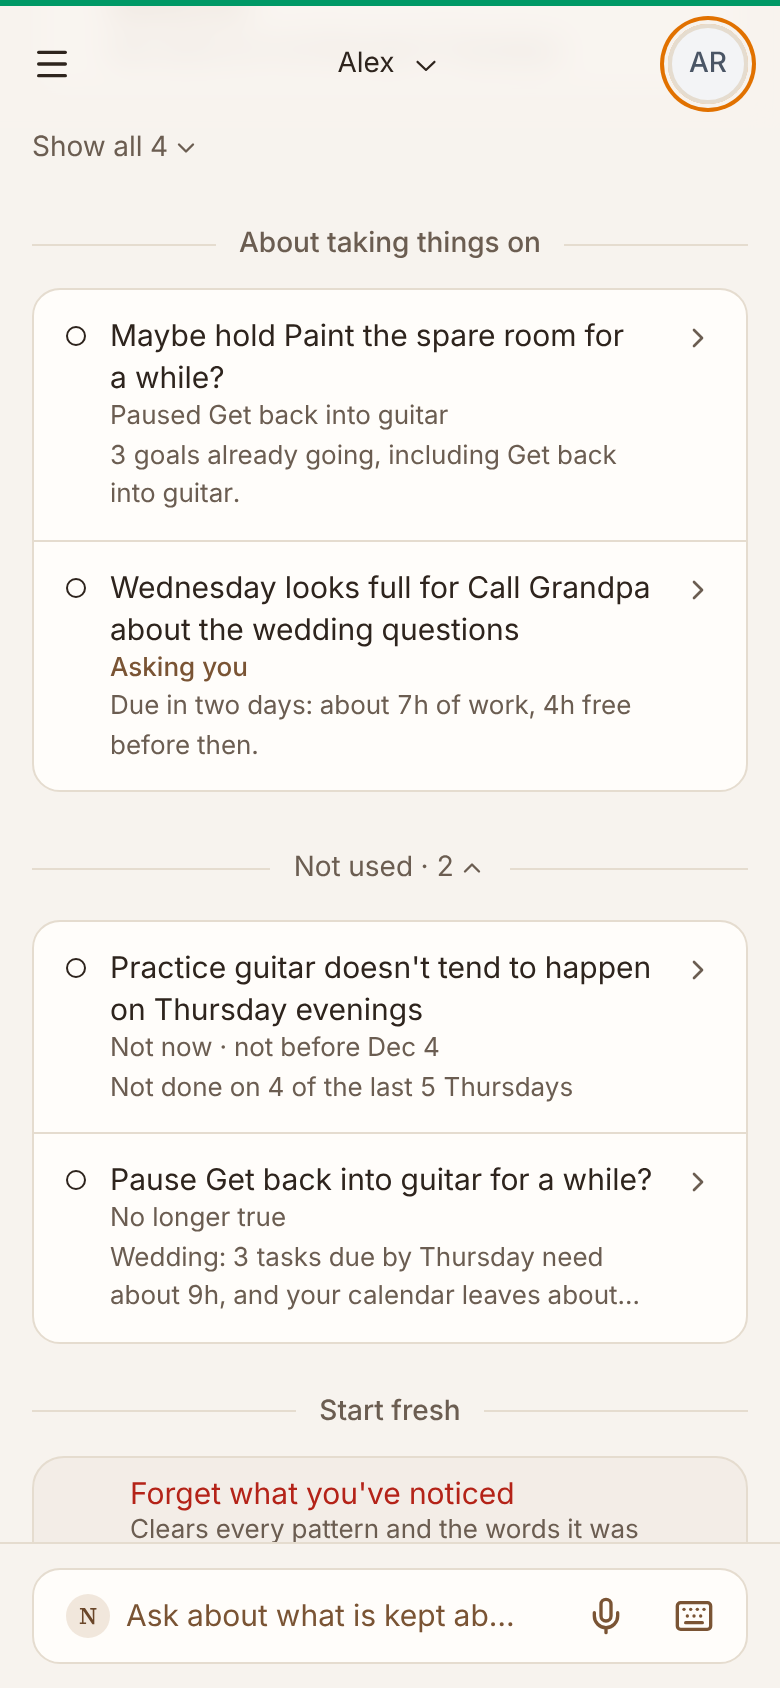 Alex
AR
Show all 4
About taking things on
Maybe hold Paint the spare room for
a while?
Paused Get back into guitar
3 goals already going, including Get back
into guitar.
Wednesday looks full for Call Grandpa
about the wedding questions
Asking you
Due in two days: about 7h of work, 4h free
before then.
Not used · 2
Practice guitar doesn't tend to happen
on Thursday evenings
Not now · not before Dec 4
Not done on 4 of the last 5 Thursdays
Pause Get back into guitar for a while?
No longer true
Wedding: 3 tasks due by Thursday need
about 9h, and your calendar leaves about...
Start fresh
Forget what you've noticed
Clears every pattern and the words it was
N
Ask about what is kept ab...